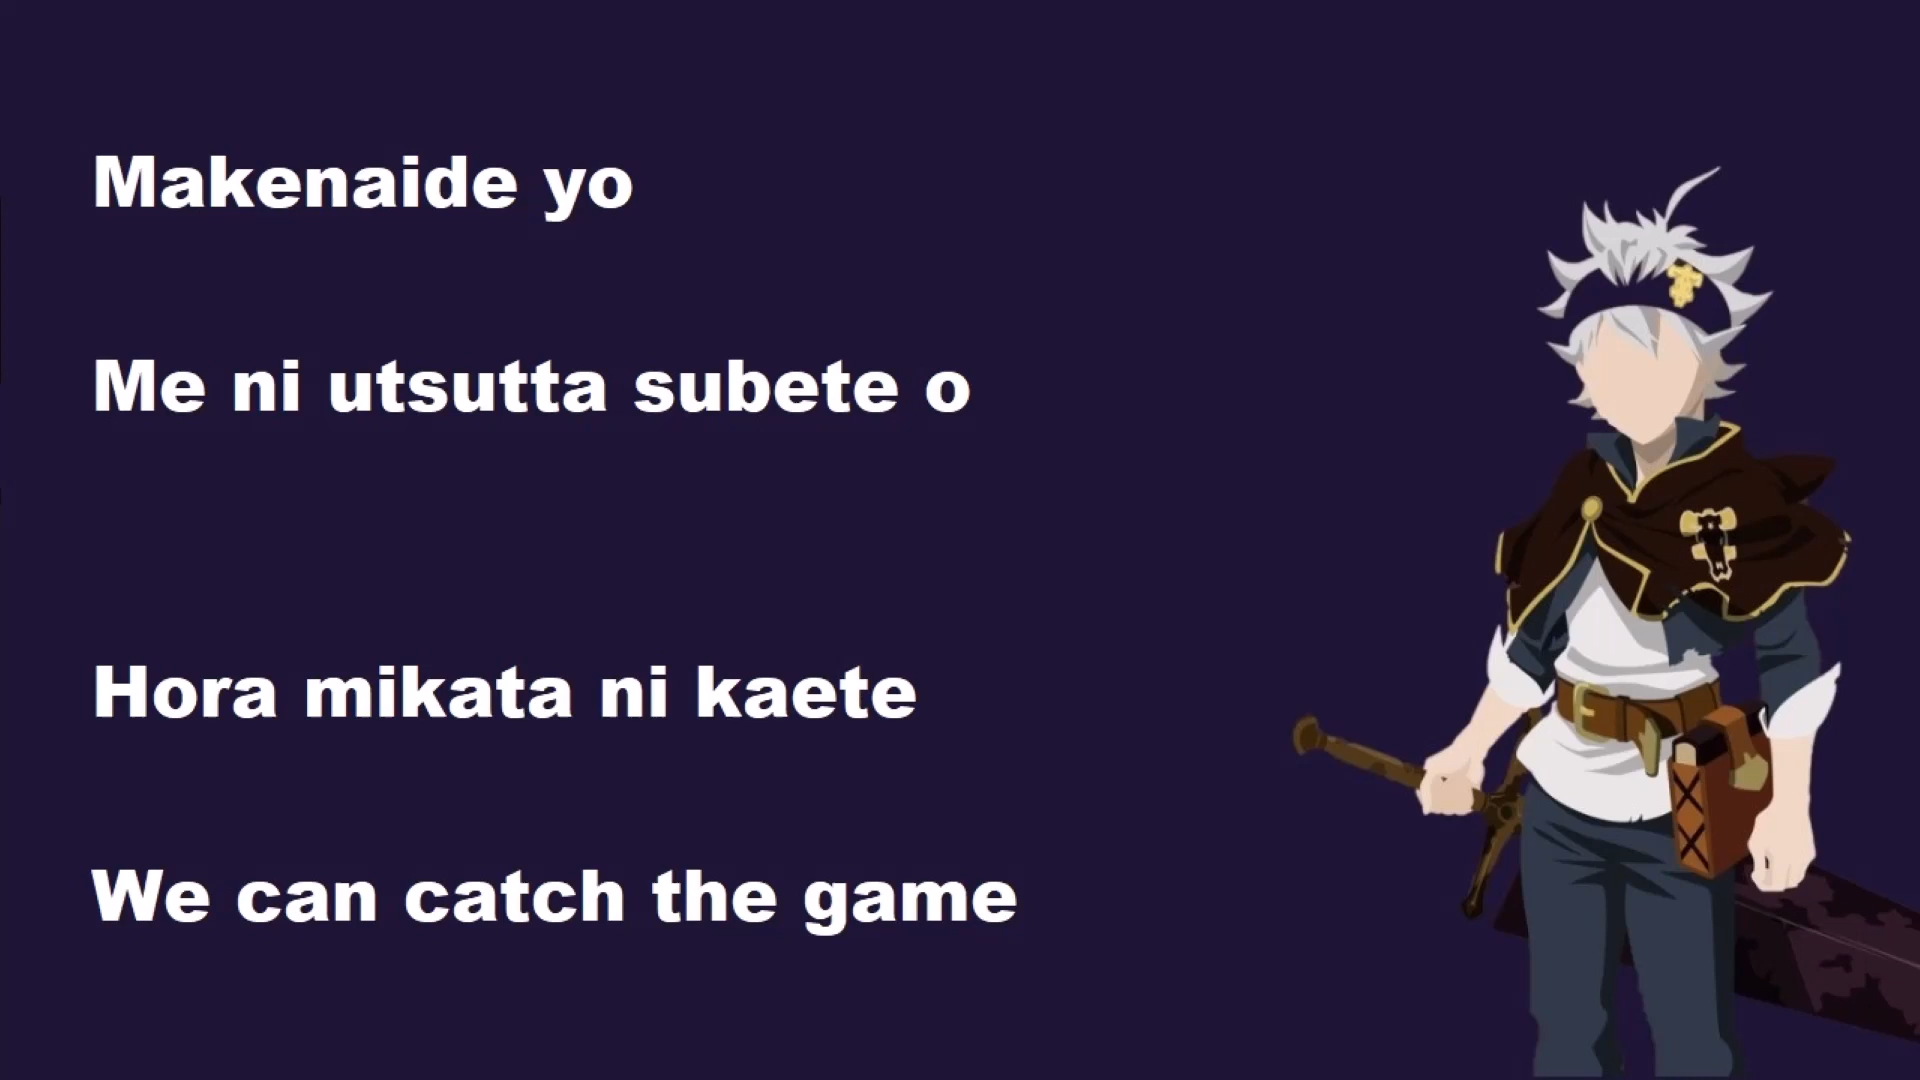 Makenaide yo
Me ni utsutta subete o
Hora mikata ni kaete
We can catch the game